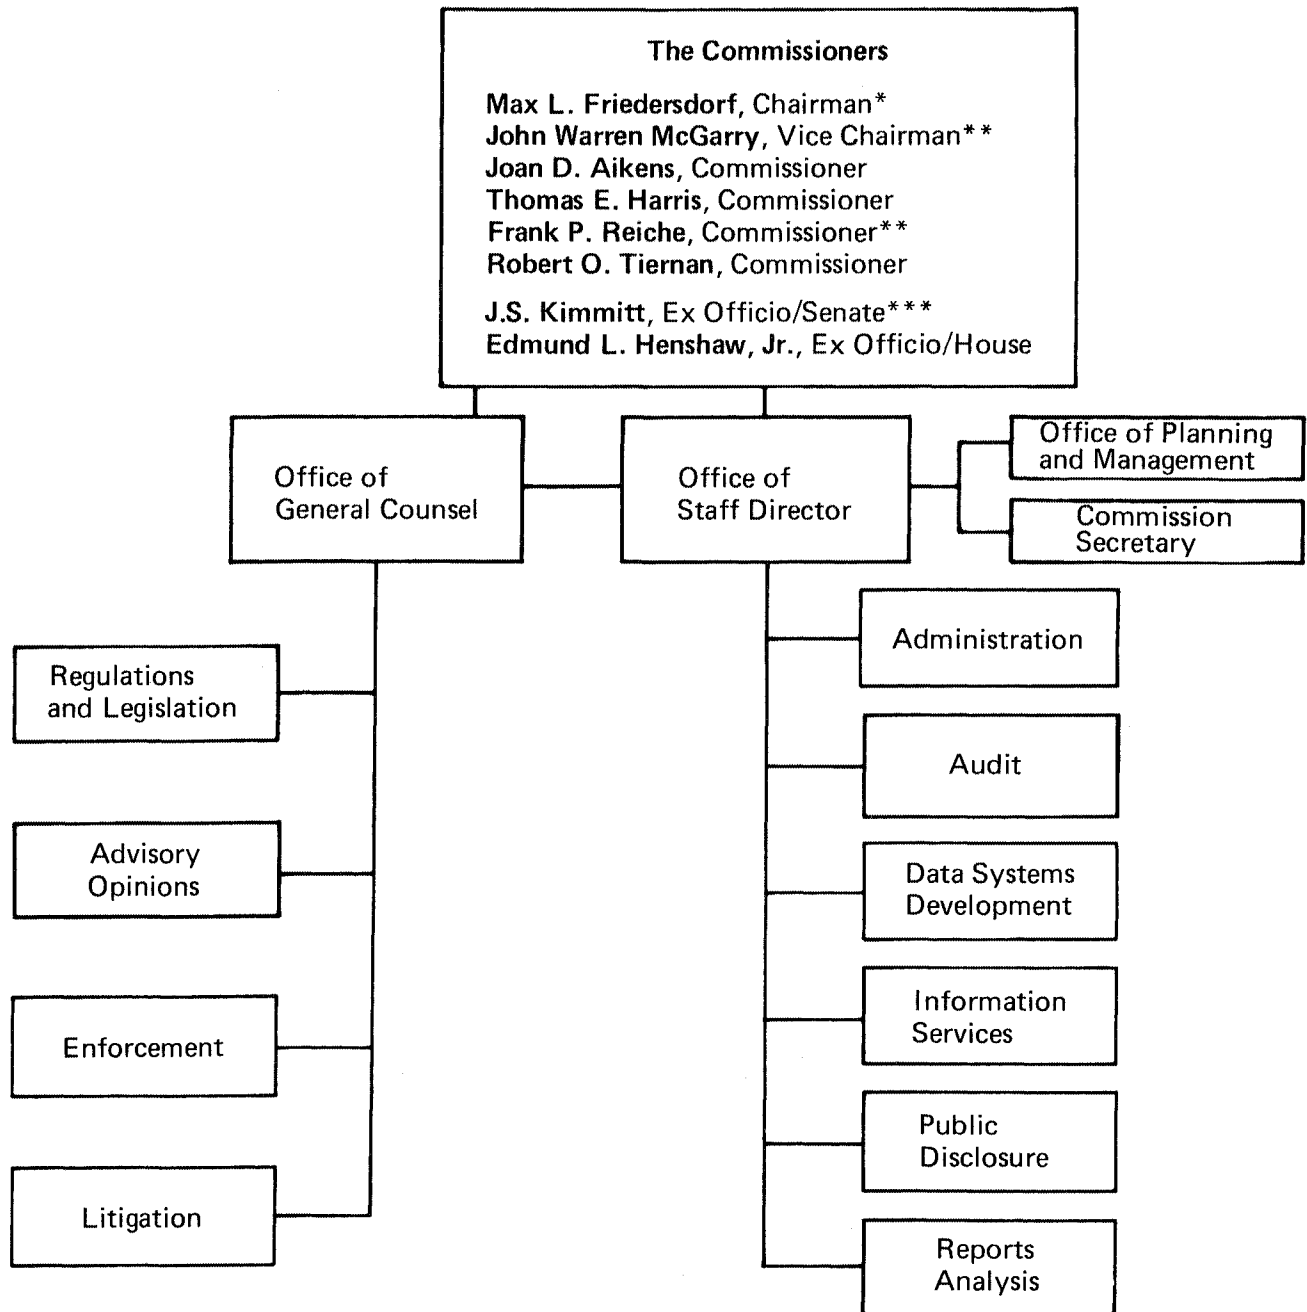 The Commissioners
Max L. Friedersdorf, Chairman*
John Warren McGarry, Vice Chairman**
Joan D. Aikens, Commissioner
Thomas E. Harris, Commissioner
Frank P. Reiche, Commissioner**
Robert O. Tiernan, Commissioner
J.S. Kimmitt, Ex Officio/Senate***
Edmund L. Henshaw, Jr., Ex Officio/House
Office of
General Counsel
Office of
Staff Director
Office of Planning
and Management
Commission
Secretary
Regulations
and Legislation
Advisory
Opinions
Enforcement
Litigation
Administration
Audit
Data Systems
Development
Information
Services
Public
Disclosure
Reports
Analysis